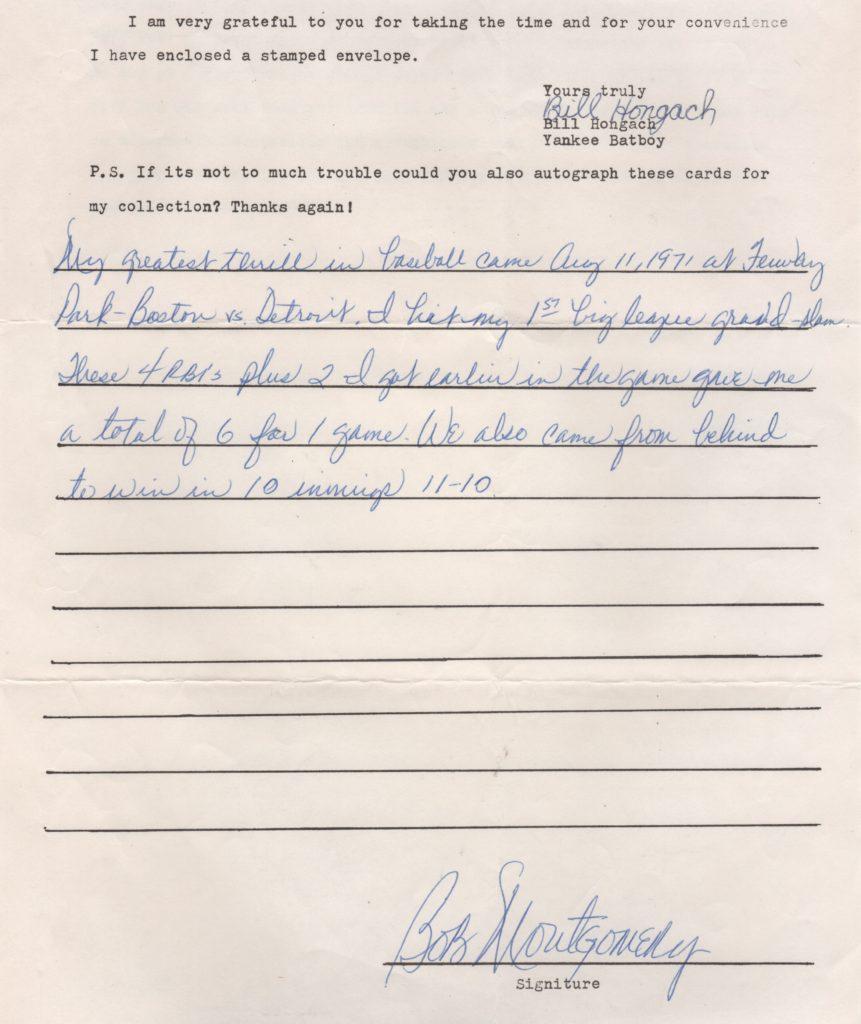 I am very grateful to you for taking the time and for your convenience
I have enclosed a stamped envelope.
Yours truly
Bill Hongach
Bill Hongach
Yankee Batboy
P.S. If its not to much trouble could you also autograph these cards for
my collection? Thanks again!
My greatest thrill in baseball came Aug 11, 1971 at Fenway
Park-Boston vs. Detroit. I hit my 1st big league grand-slam
These 4 RBI's plus 2 I got earlier in the game gave me
a total of 6 for 1 game. We also came from behind
to win in 10 innings 11-10.
Bob Montgomery
Signiture